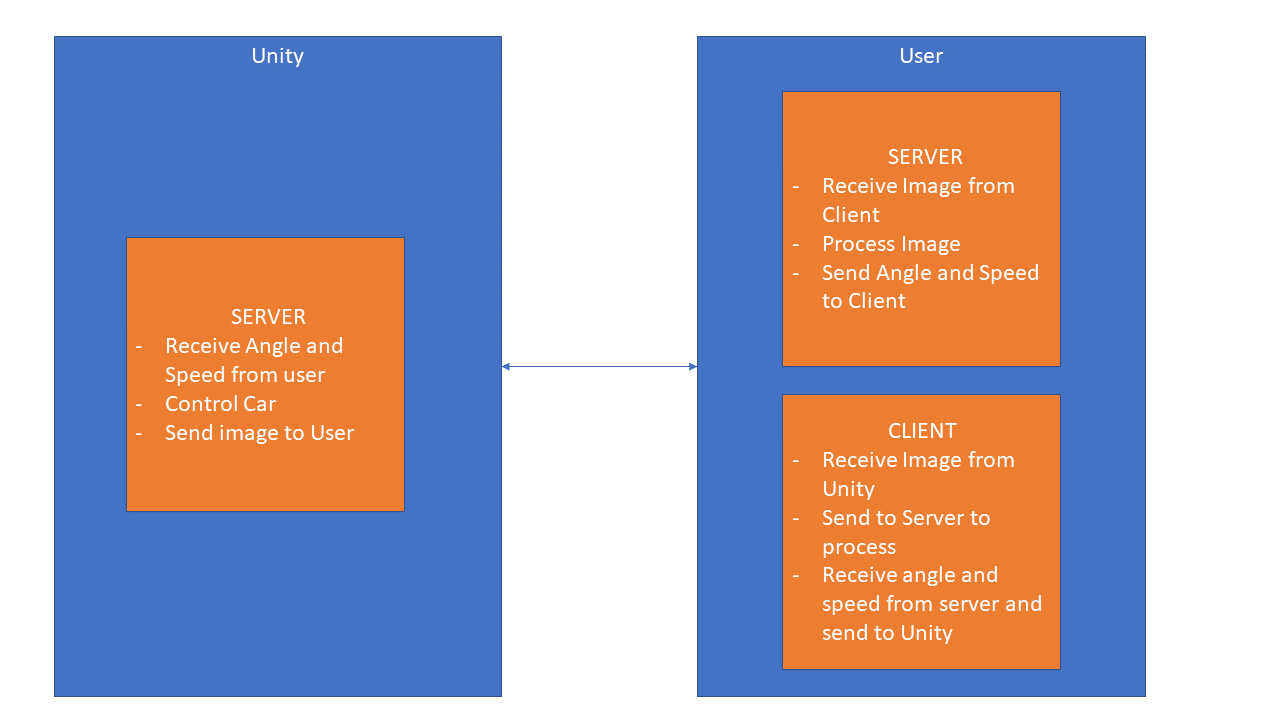 Unity
SERVER
- Receive Angle and
Speed from user
- Control Car
- Send image to User
User
SERVER
- Receive Image from
Client
- Process Image
- Send Angle and Speed
to Client
CLIENT
- Receive Image from
Unity
- Send to Server to
process
- Receive angle and
speed from server and
send to Unity